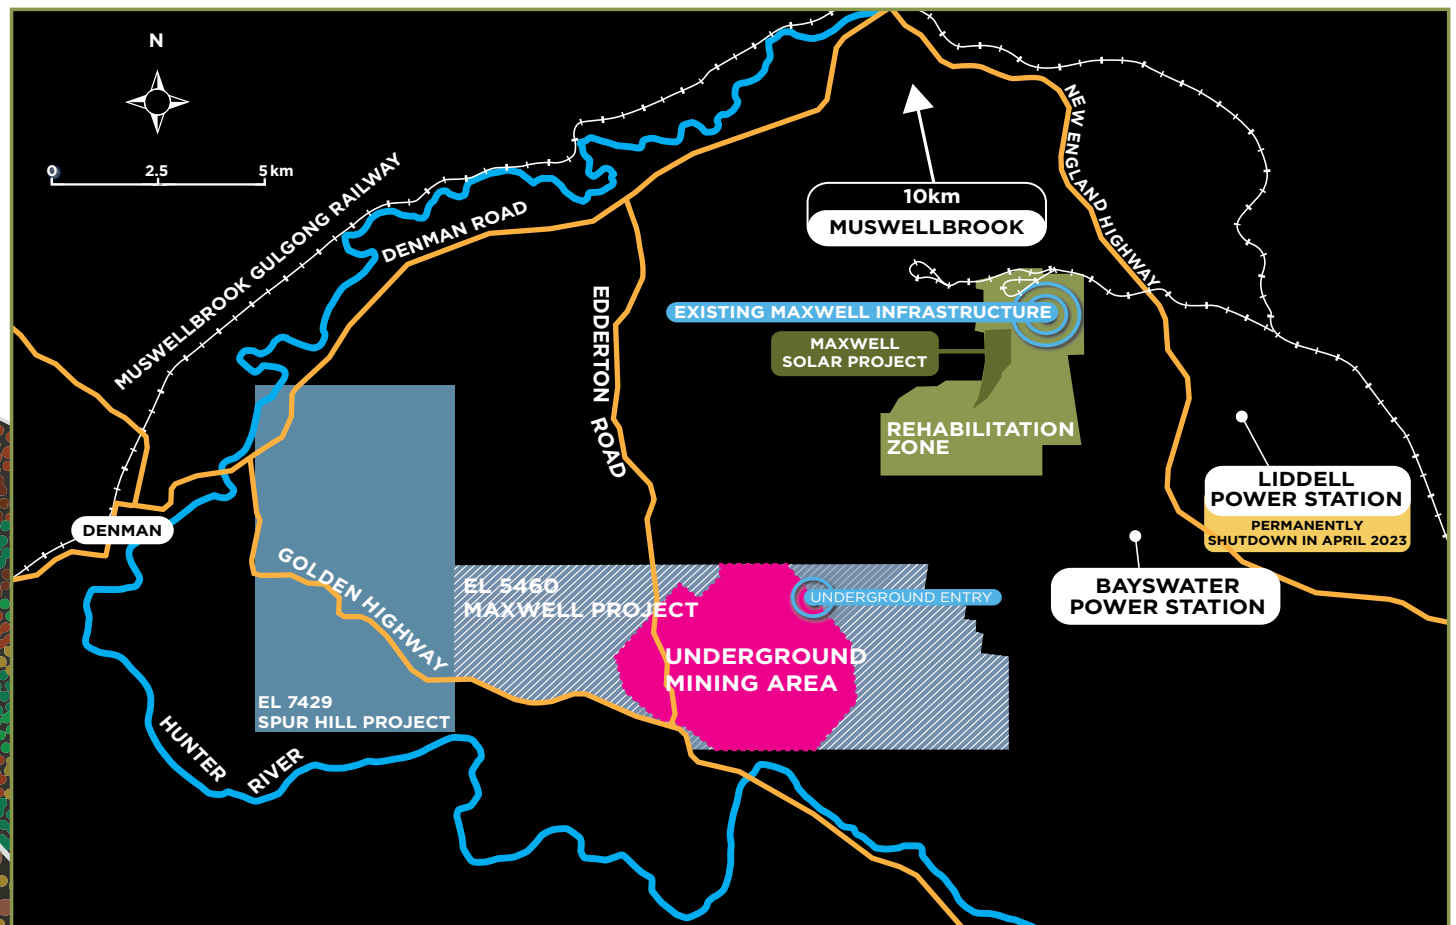 N
0 2.5 5 km
MUSWELLBROOK GULGONG RAILWAY
DENMAN ROAD
NEW ENGLAND HIGHWAY
10km
MUSWELLBROOK
EDDERTON ROAD
EXISTING MAXWELL INFRASTRUCTURE
MAXWELL
SOLAR PROJECT
REHABILITATION
ZONE
LIDDELL
POWER STATION
PERMANENTLY
SHUTDOWN IN APRIL 2023
DENMAN
GOLDEN HIGHWAY
EL 5460
MAXWELL PROJECT
UNDERGROUND ENTRY
BAYSWATER
POWER STATION
UNDERGROUND
MINING AREA
EL 7429
SPUR HILL PROJECT
HUNTER RIVER